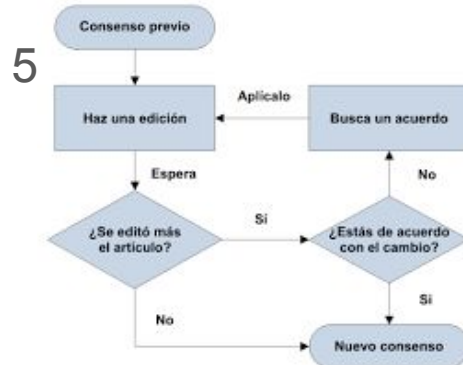 Consenso previo
5
Haz una edición
Aplícalo
Busca un acuerdo
Espera
No
¿Se editó más
el artículo?
Sí
¿Estás de acuerdo
con el cambio?
No
Si
Nuevo consenso